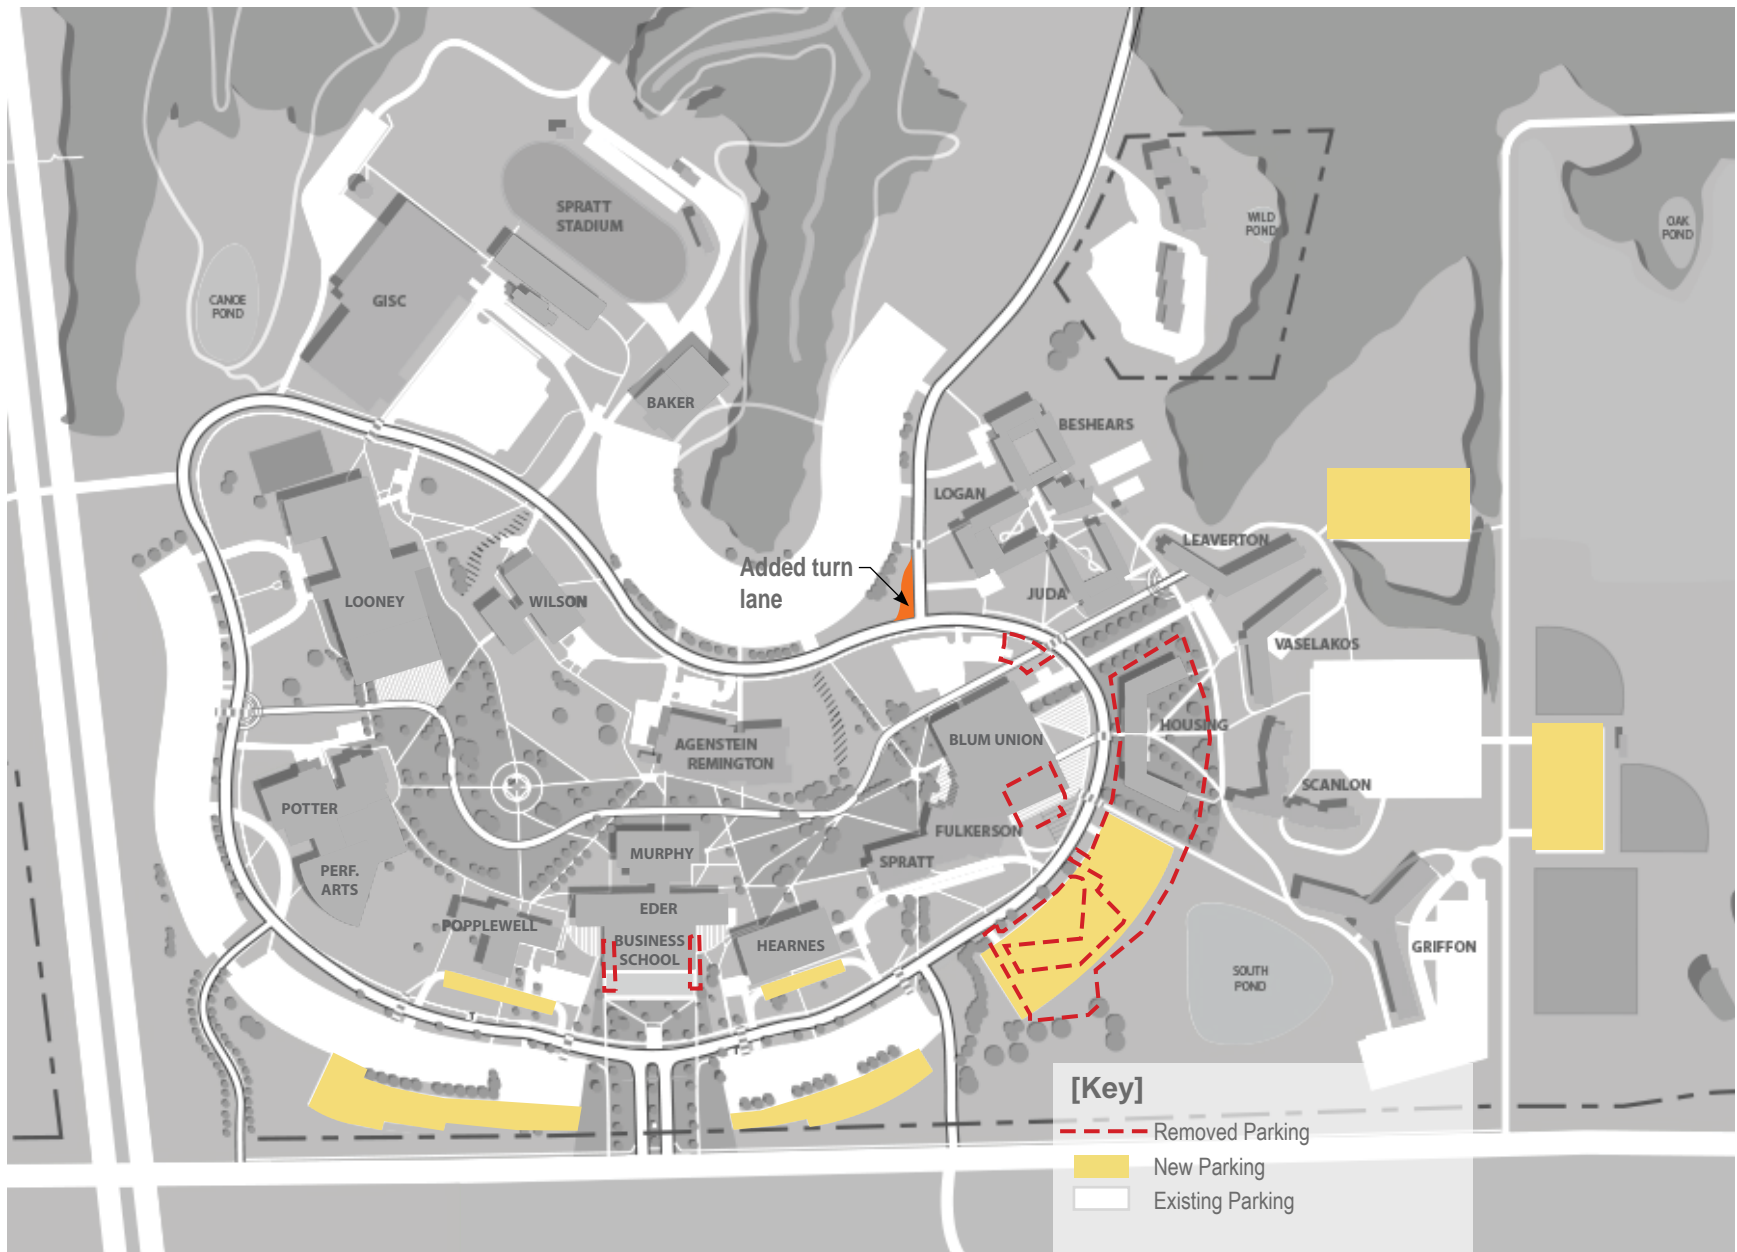 SPRATT
STADIUM
WILD
POND
OAK
POND
CANOE
POND
GISC
BAKER
BESHEARS
LOGAN
LEAVERTON
Added turn
lane
JUDA
LOONEY
WILSON
VASELAKOS
HOUSING
AGENSTEIN
REMINGTON
BLUM UNION
SCANLON
POTTER
FULKERSON
MURPHY
SPRATT
PERF.
ARTS
EDER
POPPLEWELL
BUSINESS
SCHOOL
HEARNES
GRIFFON
SOUTH
POND
[Key]
Removed Parking
New Parking
Existing Parking